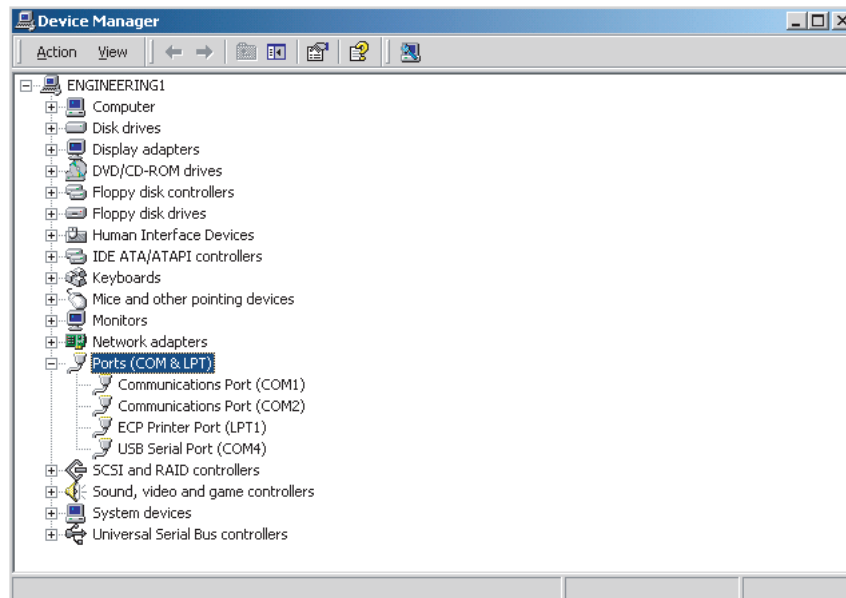 Device Manager
Action View
ENGINEERING1
Computer
Disk drives
Display adapters
DVD/CD-ROM drives
Floppy disk controllers
Floppy disk drives
Human Interface Devices
IDE ATA/ATAPI controllers
Keyboards
Mice and other pointing devices
Monitors
Network adapters
Ports (COM & LPT)
Communications Port (COM1)
Communications Port (COM2)
ECP Printer Port (LPT1)
USB Serial Port (COM4)
SCSI and RAID controllers
Sound, video and game controllers
System devices
Universal Serial Bus controllers